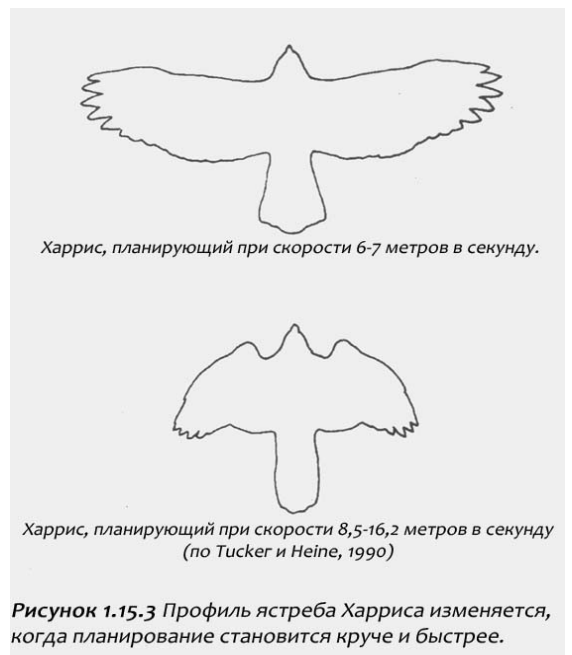 Харрис, планирующий при скорости 6-7 метров в секунду.
Харрис, планирующий при скорости 8,5-16,2 метров в секунду
(по Tucker и Heine, 1990)
Рисунок 1.15.3 Профиль ястреба Харриса изменяется,
когда планирование становится круче и быстрее.